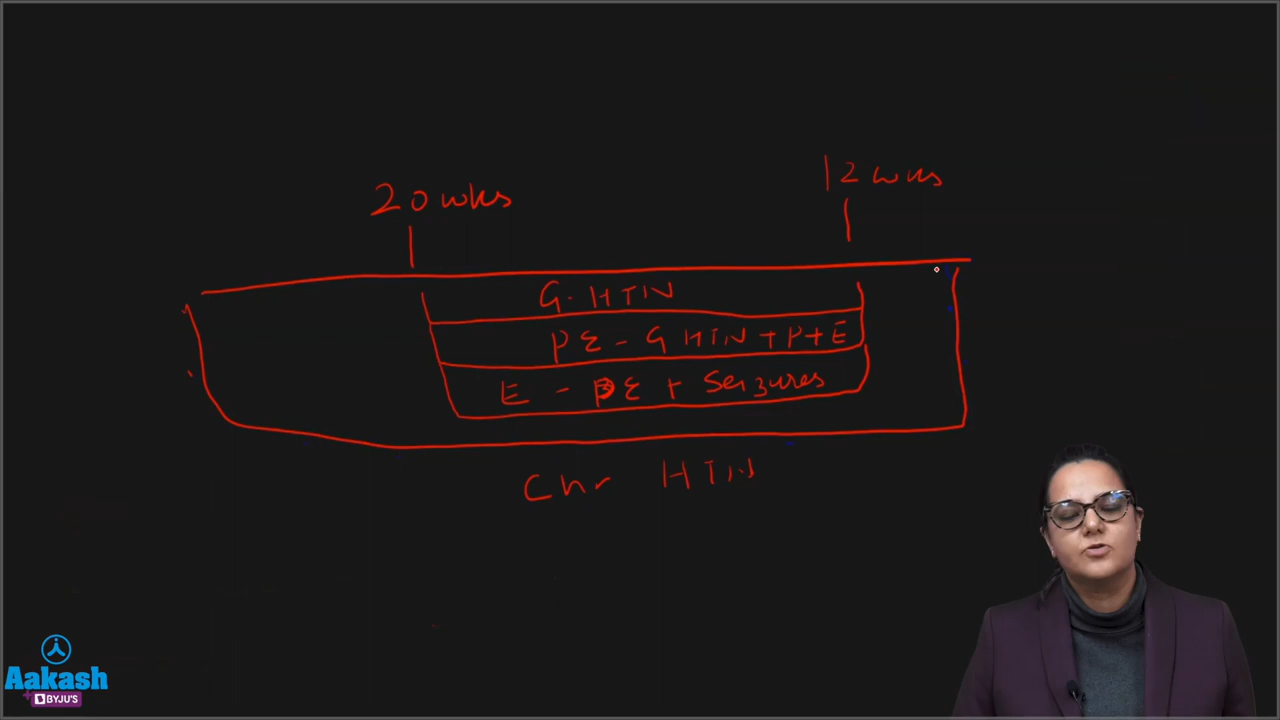 20 wks
12 wks
G. HTN
PE - G HTN + P + E
E - PE + Seizures
Chr HTN
Aakash
+ BYJU'S